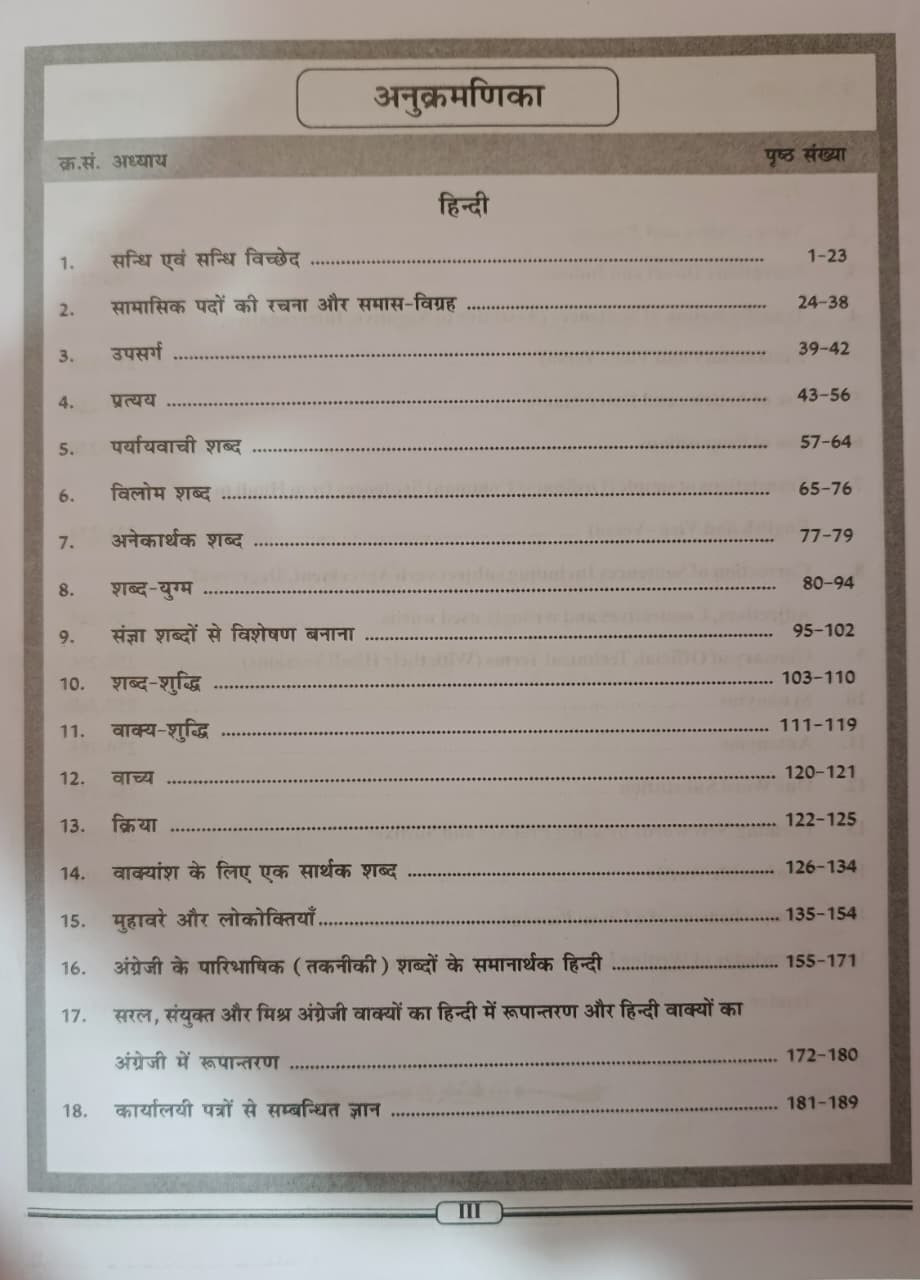 अनुक्रमणिका
क्र.सं. अध्याय पृष्ठ संख्या
हिन्दी
1. सन्धि एवं सन्धि विच्छेद 1-23
2. सामासिक पदों की रचना और समास-विग्रह 24-38
3. उपसर्ग 39-42
4. प्रत्यय 43-56
5. पर्यायवाची शब्द 57-64
6. विलोम शब्द 65-76
7. अनेकार्थक शब्द 77-79
8. शब्द-युग्म 80-94
9. संज्ञा शब्दों से विशेषण बनाना 95-102
10. शब्द-शुद्धि 103-110
11. वाक्य-शुद्धि 111-119
12. वाच्य 120-121
13. क्रिया 122-125
14. वाक्यांश के लिए एक सार्थक शब्द 126-134
15. मुहावरे और लोकोक्तियाँ 135-154
16. अंग्रेजी के पारिभाषिक (तकनीकी) शब्दों के समानार्थक हिन्दी 155-171
17. सरल, संयुक्त और मिश्र अंग्रेजी वाक्यों का हिन्दी में रूपान्तरण और हिन्दी वाक्यों का
अंग्रेजी में रूपान्तरण 172-180
18. कार्यालयी पत्रों से सम्बन्धित ज्ञान 181-189
III